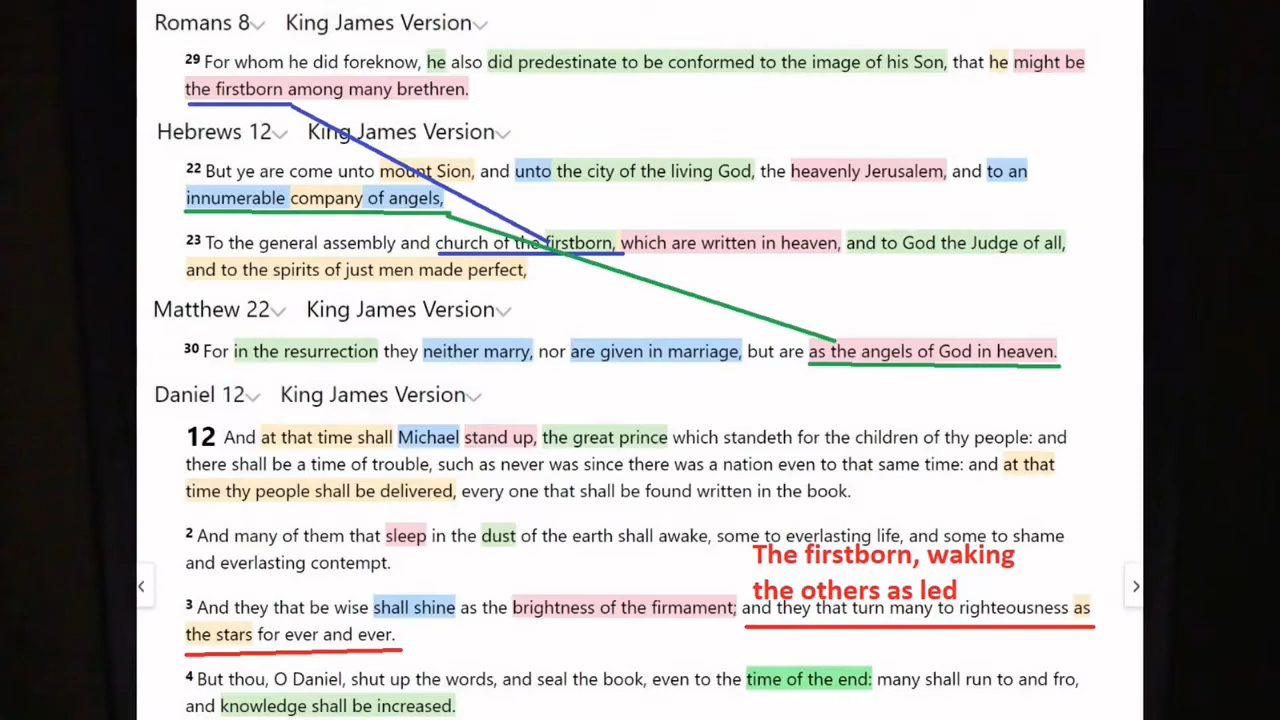 Romans 8 King James Version
29 For whom he did foreknow, he also did predestinate to be conformed to the image of his Son, that he might be
the firstborn among many brethren.
Hebrews 12 King James Version
22 But ye are come unto mount Sion, and unto the city of the living God, the heavenly Jerusalem, and to an
innumerable company of angels,
23 To the general assembly and church of the firstborn, which are written in heaven, and to God the Judge of all,
and to the spirits of just men made perfect,
Matthew 22 King James Version
30 For in the resurrection they neither marry, nor are given in marriage, but are as the angels of God in heaven.
Daniel 12 King James Version
12 And at that time shall Michael stand up, the great prince which standeth for the children of thy people: and
there shall be a time of trouble, such as never was since there was a nation even to that same time: and at that
time thy people shall be delivered, every one that shall be found written in the book.
2 And many of them that sleep in the dust of the earth shall awake, some to everlasting life, and some to shame
and everlasting contempt.
The firstborn, waking
the others as led
3 And they that be wise shall shine as the brightness of the firmament; and they that turn many to righteousness as
the stars for ever and ever.
4 But thou, O Daniel, shut up the words, and seal the book, even to the time of the end: many shall run to and fro,
and knowledge shall be increased.